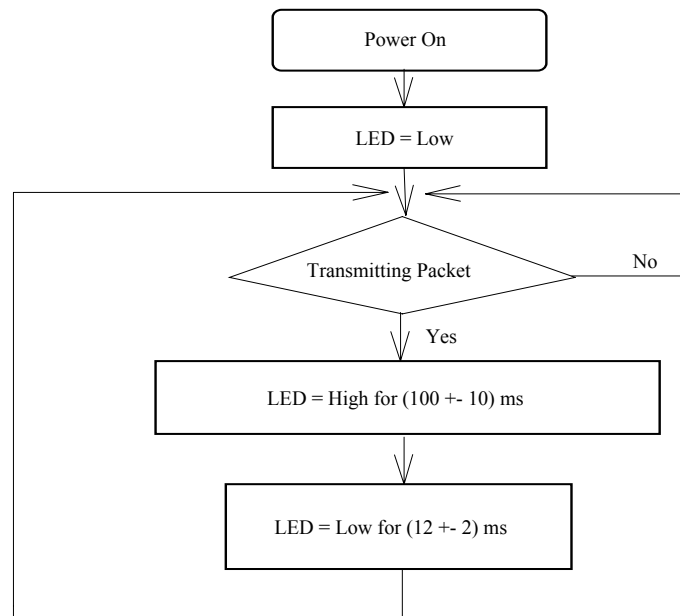 Power On
LED = Low
Transmitting Packet
No
Yes
LED = High for (100 +- 10) ms
LED = Low for (12 +- 2) ms